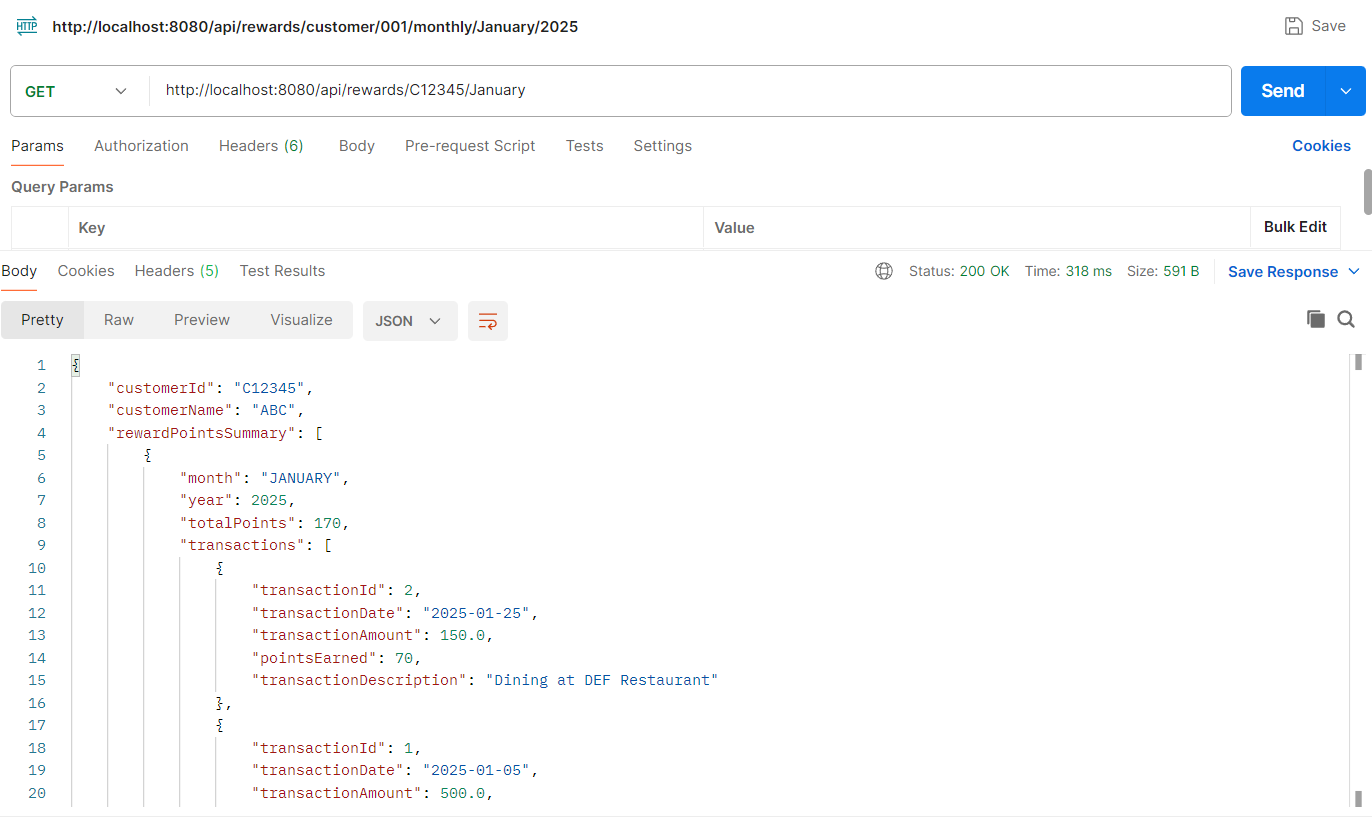 HTTP http://localhost:8080/api/rewards/customer/001/monthly/January/2025 Save
GET http://localhost:8080/api/rewards/C12345/January Send
Params Authorization Headers (6) Body Pre-request Script Tests Settings Cookies
Query Params
Key Value Bulk Edit
Body Cookies Headers (5) Test Results Status: 200 OK Time: 318 ms Size: 591 B Save Response
Pretty Raw Preview Visualize JSON
1 {
2 "customerId": "C12345",
3 "customerName": "ABC",
4 "rewardPointsSummary": [
5 {
6 "month": "JANUARY",
7 "year": 2025,
8 "totalPoints": 170,
9 "transactions": [
10 {
11 "transactionId": 2,
12 "transactionDate": "2025-01-25",
13 "transactionAmount": 150.0,
14 "pointsEarned": 70,
15 "transactionDescription": "Dining at DEF Restaurant"
16 },
17 {
18 "transactionId": 1,
19 "transactionDate": "2025-01-05",
20 "transactionAmount": 500.0,